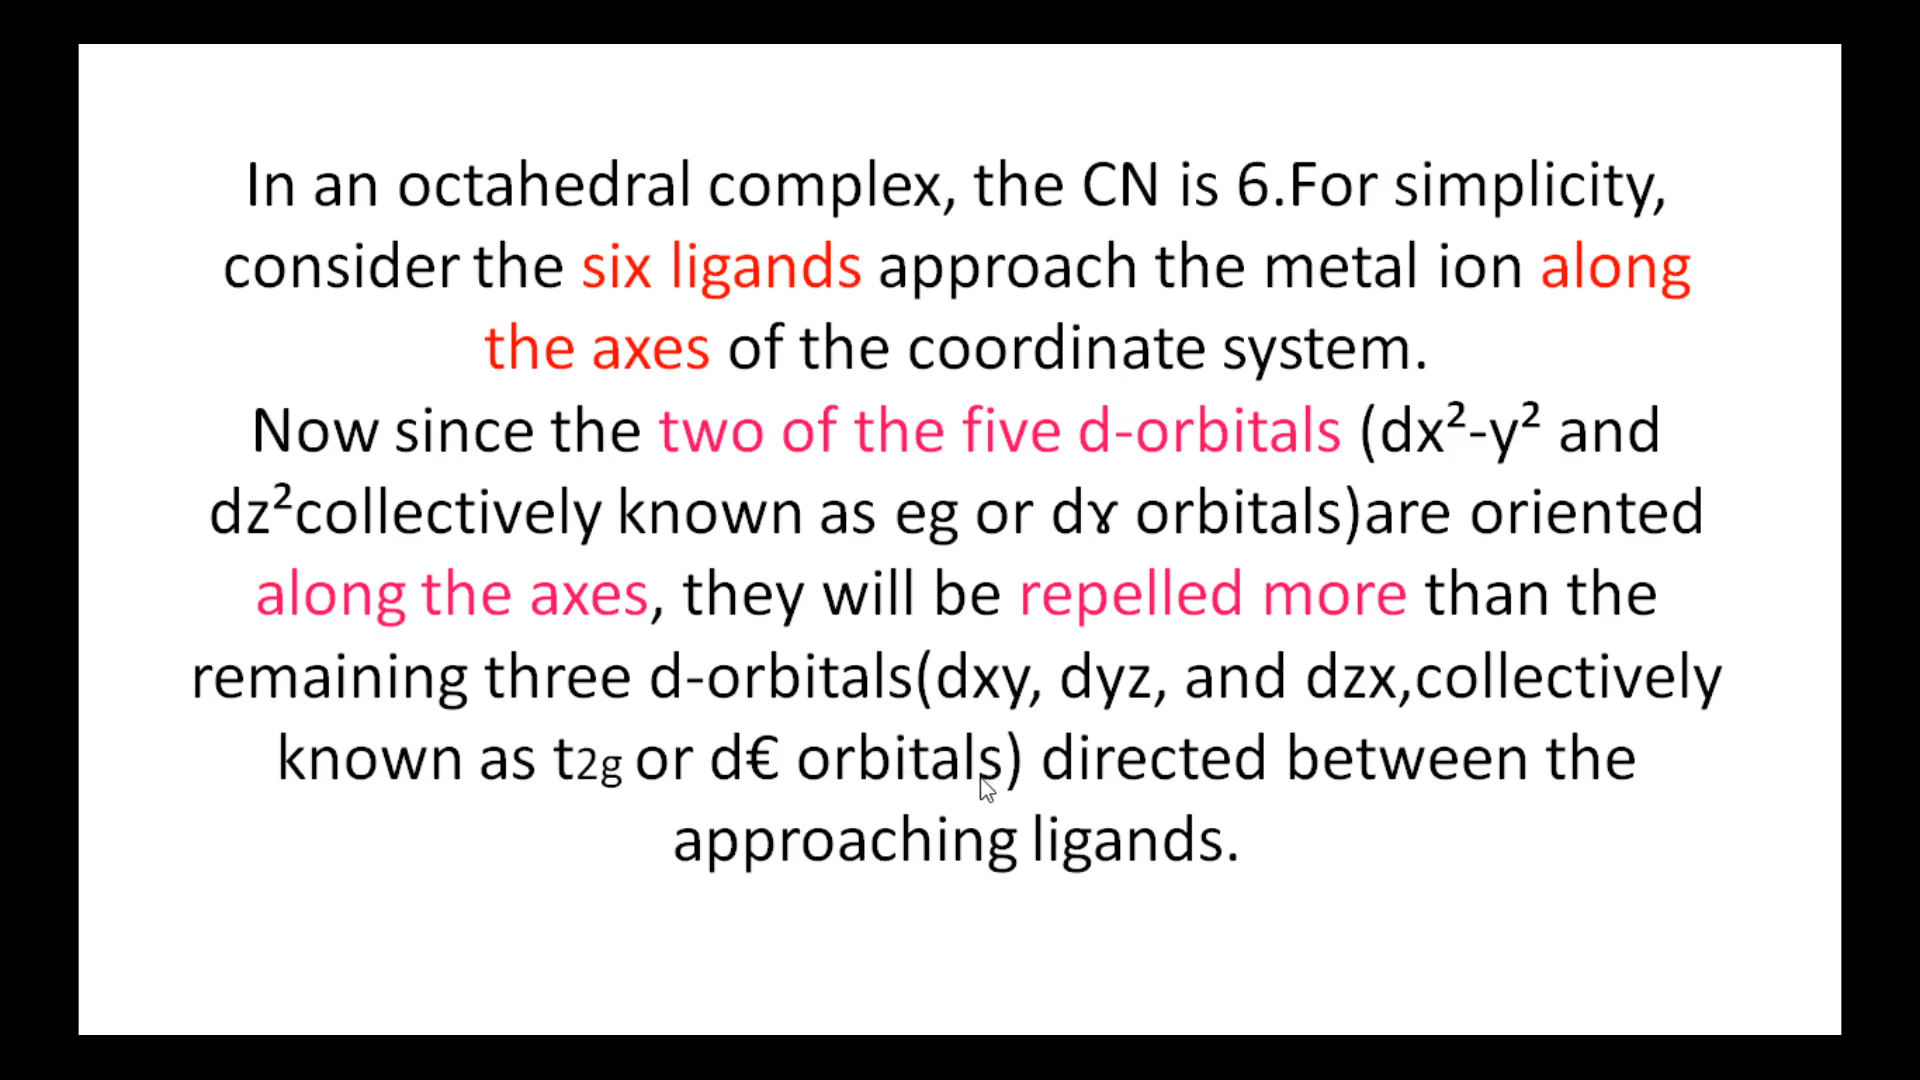 In an octahedral complex, the CN is 6.For simplicity,
consider the six ligands approach the metal ion along
the axes of the coordinate system.
Now since the two of the five d-orbitals (dx²-y² and
dz²collectively known as eg or dɤ orbitals)are oriented
along the axes, they will be repelled more than the
remaining three d-orbitals(dxy, dyz, and dzx,collectively
known as t2g or d€ orbitals) directed between the
approaching ligands.